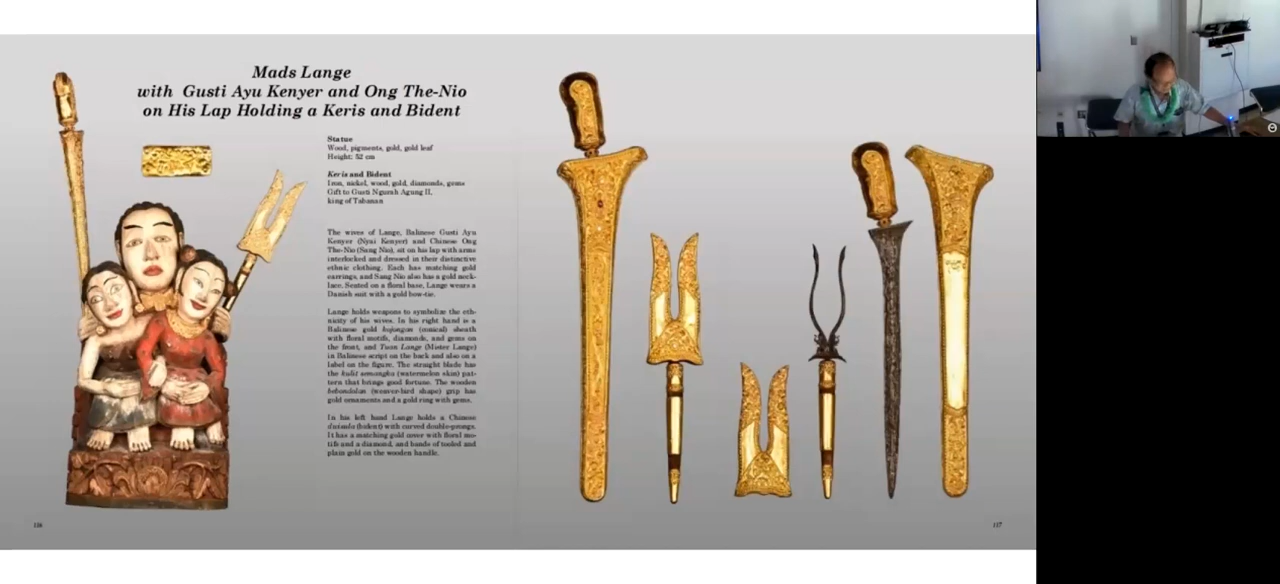 Mads Lange
with Gusti Ayu Kenyer and Ong The-Nio
on His Lap Holding a Keris and Bident
Statue
Wood, pigments, gold, gold leaf
Height: 52 cm
Keris and Bident
Iron, nickel, wood, gold, diamonds, gems
Gift to Gusti Ngurah Agung II,
king of Tabanan
The wives of Lange, Balinese Gusti Ayu
Kenyer (Nyai Kenyer) and Chinese Ong
The-Nio (Sang Nio), sit on his lap with arms
interlocked and dressed in their distinctive
ethnic clothing. Each has matching gold
earrings, and Sang Nio also has a gold neck-
lace. Seated on a floral base, Lange wears a
Danish suit with a gold bow-tie.
Lange holds weapons to symbolize the eth-
nicity of his wives. In his right hand is a
Balinese gold bojongan (conical) sheath
with floral motifs, diamonds, and gems on
the front, and Tuan Lange (Mister Lange)
in Balinese script on the back and also on a
label on the figure. The straight blade has
the kulit semangka (watermelon skin) pat-
tern that brings good fortune. The wooden
bebondolan (weaver-bird shape) grip has
gold ornaments and a gold ring with gems.
In his left hand Lange holds a Chinese
(bident) with curved double-prongs.
It has a matching gold cover with floral mo-
tifs and a diamond, and bands of tooled and
plain gold on the wooden handle.
116
117